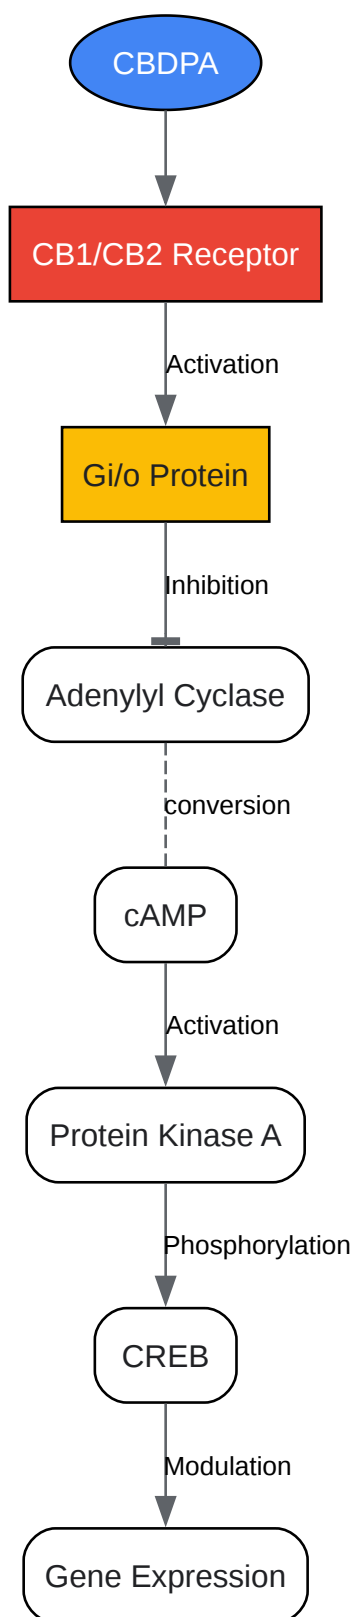 CBDPA
CB1/CB2 Receptor
Activation
Gi/o Protein
Inhibition
Adenylyl Cyclase
conversion
cAMP
Activation
Protein Kinase A
Phosphorylation
CREB
Modulation
Gene Expression